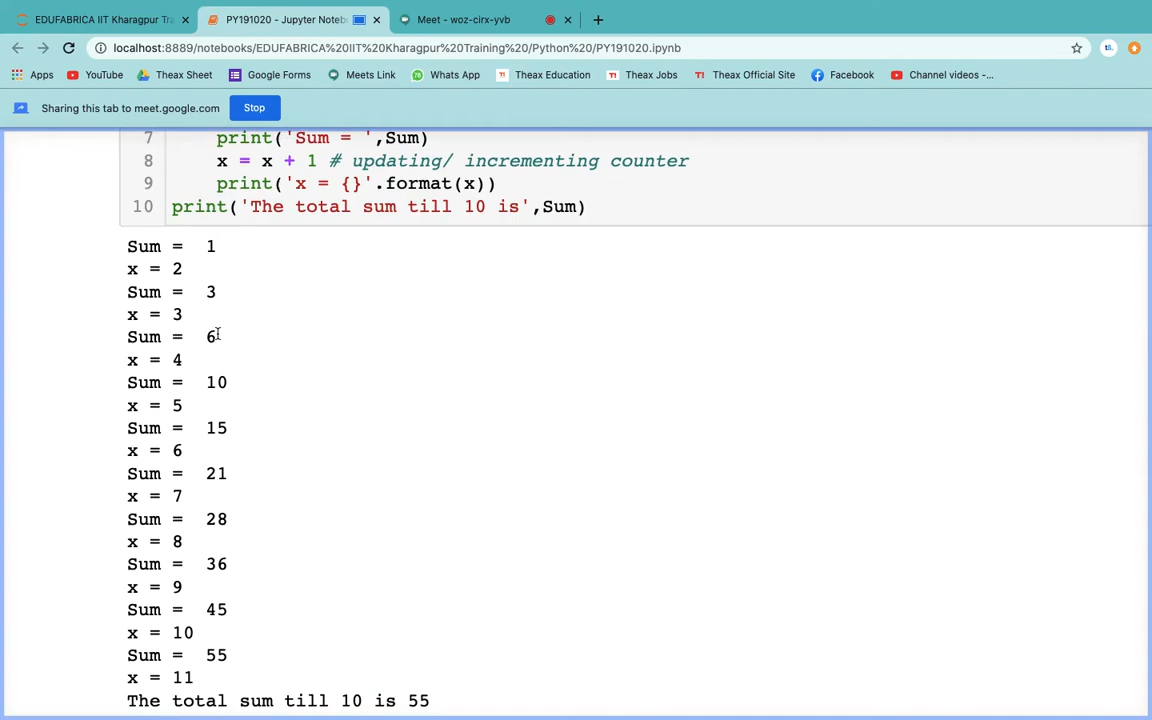 EDUFABRICA IIT Kharagpur Tra
PY191020 - Jupyter Notebo
Meet - woz-cirx-yvb
localhost:8889/notebooks/EDUFABRICA%20IIT%20Kharagpur%20Training%20/Python%20/PY191020.ipynb
Apps YouTube Theax Sheet Google Forms Meets Link Whats App Theax Education Theax Jobs Theax Official Site Facebook Channel videos -...
Sharing this tab to meet.google.com Stop
7 print('Sum = ',Sum)
8 x = x + 1 # updating/ incrementing counter
9 print('x = {}'.format(x))
10 print('The total sum till 10 is',Sum)
Sum = 1
x = 2
Sum = 3
x = 3
Sum = 6
x = 4
Sum = 10
x = 5
Sum = 15
x = 6
Sum = 21
x = 7
Sum = 28
x = 8
Sum = 36
x = 9
Sum = 45
x = 10
Sum = 55
x = 11
The total sum till 10 is 55